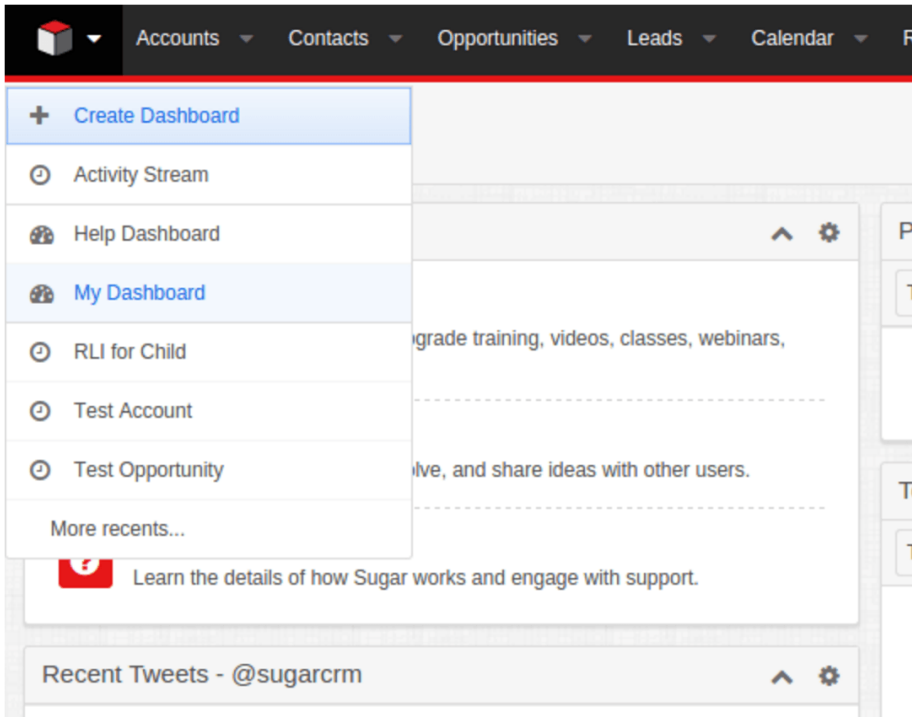 Accounts Contacts Opportunities Leads Calendar
Create Dashboard
Activity Stream
Help Dashboard
My Dashboard
RLI for Child
training, videos, classes, webinars,
Test Account
Test Opportunity
and share ideas with other users.
More recents...
Learn the details of how Sugar works and engage with support.
Recent Tweets - @sugarcrm